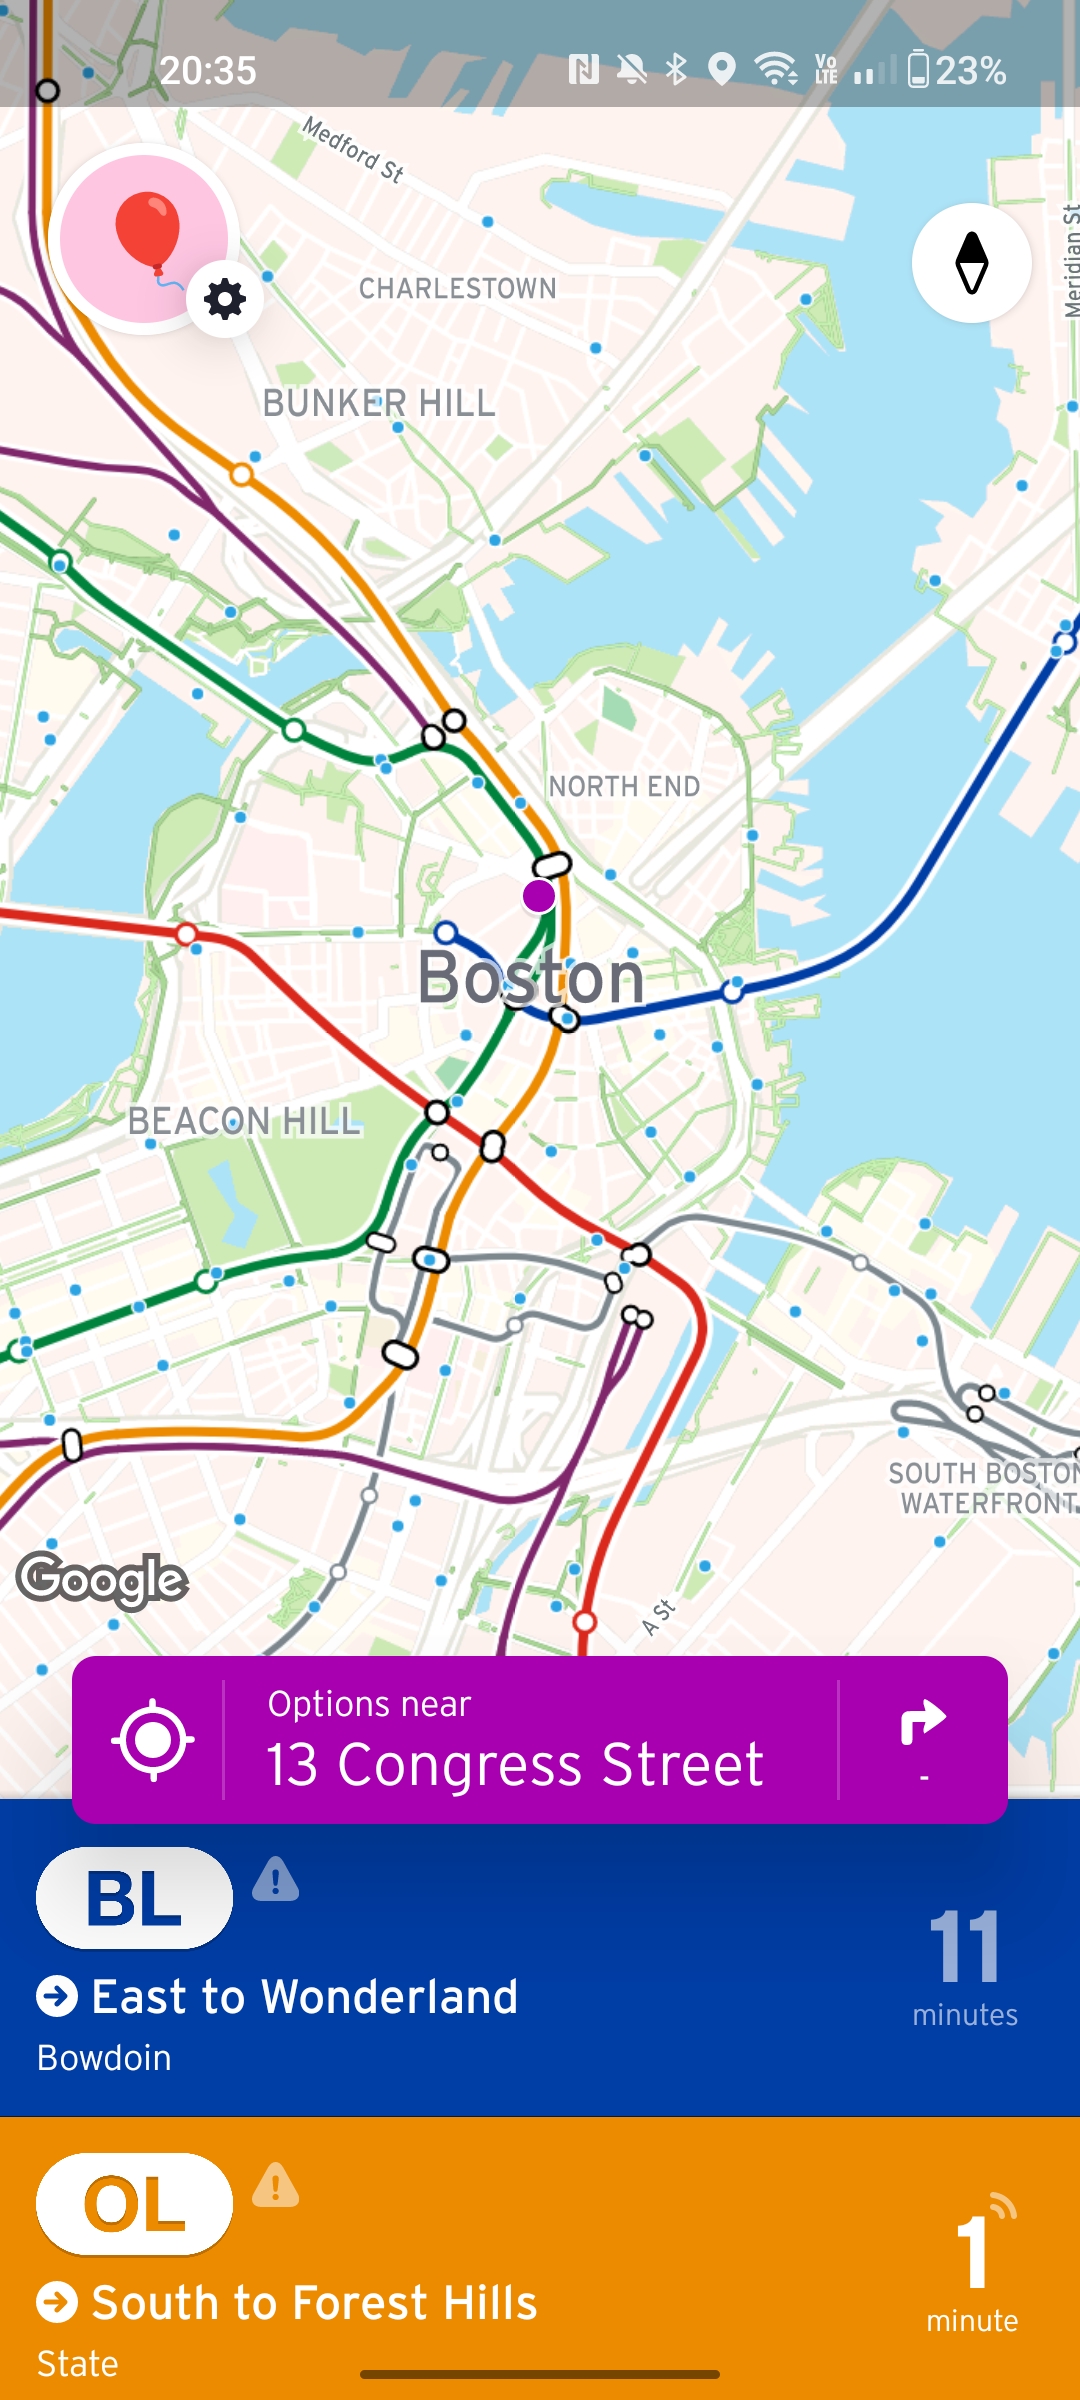 20:35
Vo
LTE
23%
Medford St
Meridian St
CHARLESTOWN
BUNKER HILL
NORTH END
Boston
BEACON HILL
SOUTH BOSTON
WATERFRONT
A St
Google
Options near
13 Congress Street
-
BL
East to Wonderland
Bowdoin
11
minutes
OL
South to Forest Hills
State
1
minute